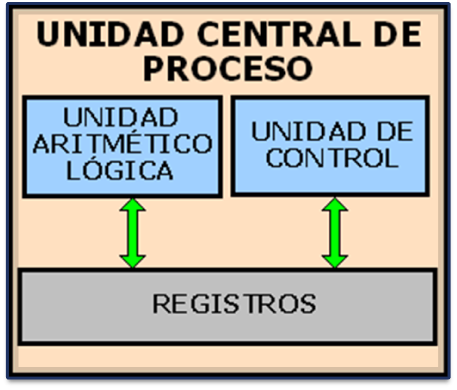 UNIDAD CENTRAL DE
PROCESO
UNIDAD
ARITMÉTICO
LÓGICA
UNIDAD DE
CONTROL
REGISTROS